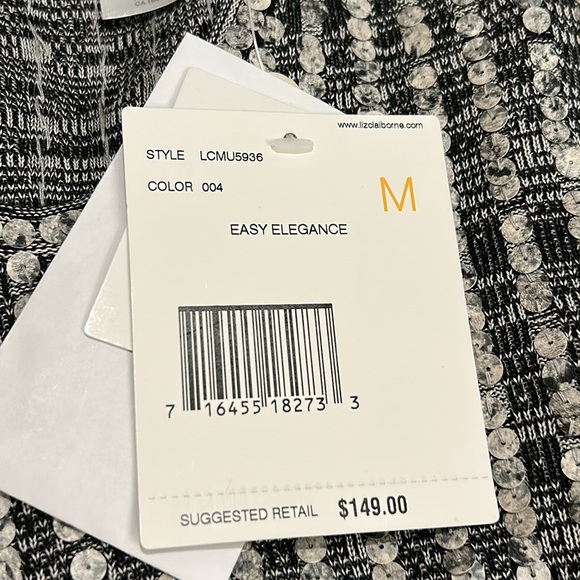 www.lizclaiborne.com
STYLE LCMU5936
COLOR 004
M
EASY ELEGANCE
7 16455 18273 3
SUGGESTED RETAIL $149.00